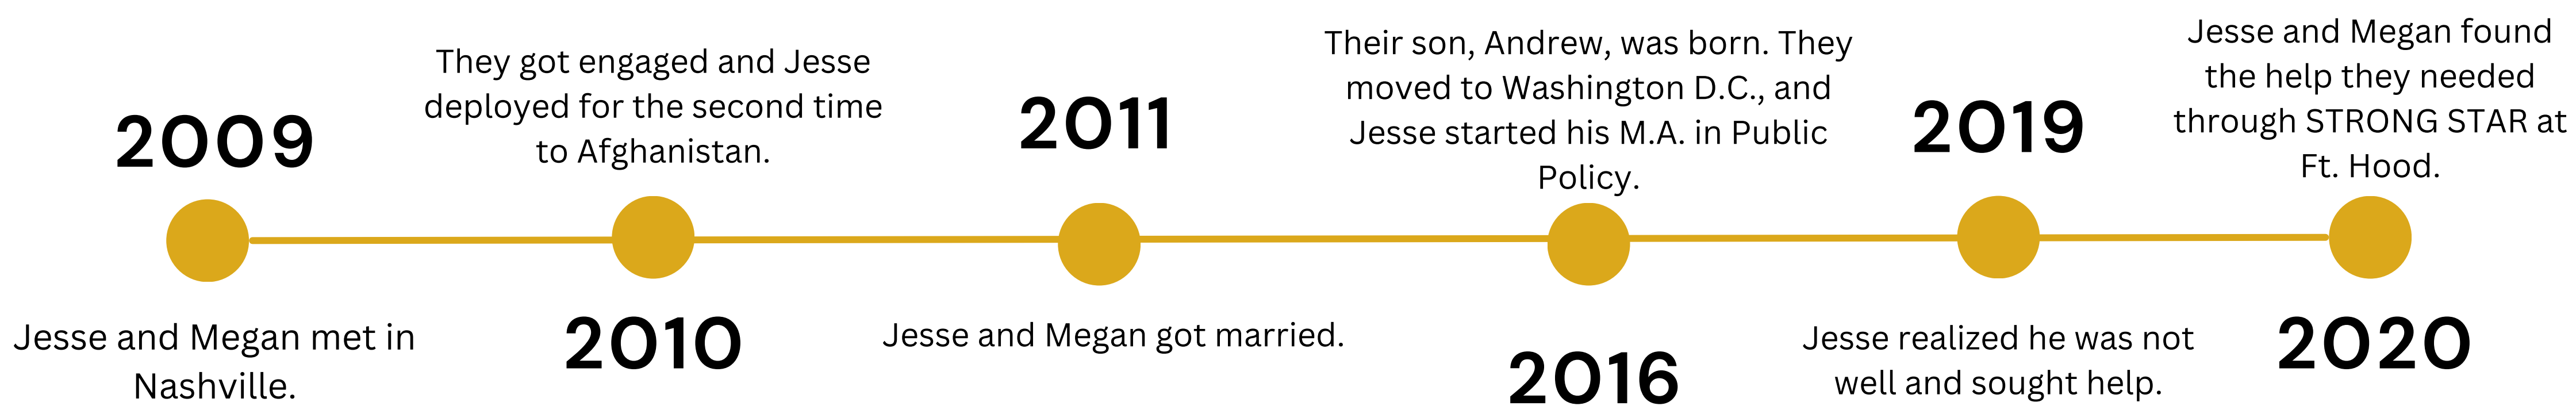 2009
Jesse and Megan met in
Nashville.
They got engaged and Jesse
deployed for the second time
to Afghanistan.
2010
2011
Jesse and Megan got married.
Their son, Andrew, was born. They
moved to Washington D.C., and
Jesse started his M.A. in Public
Policy.
2016
2019
Jesse realized he was not
well and sought help.
Jesse and Megan found
the help they needed
through STRONG STAR at
Ft. Hood.
2020